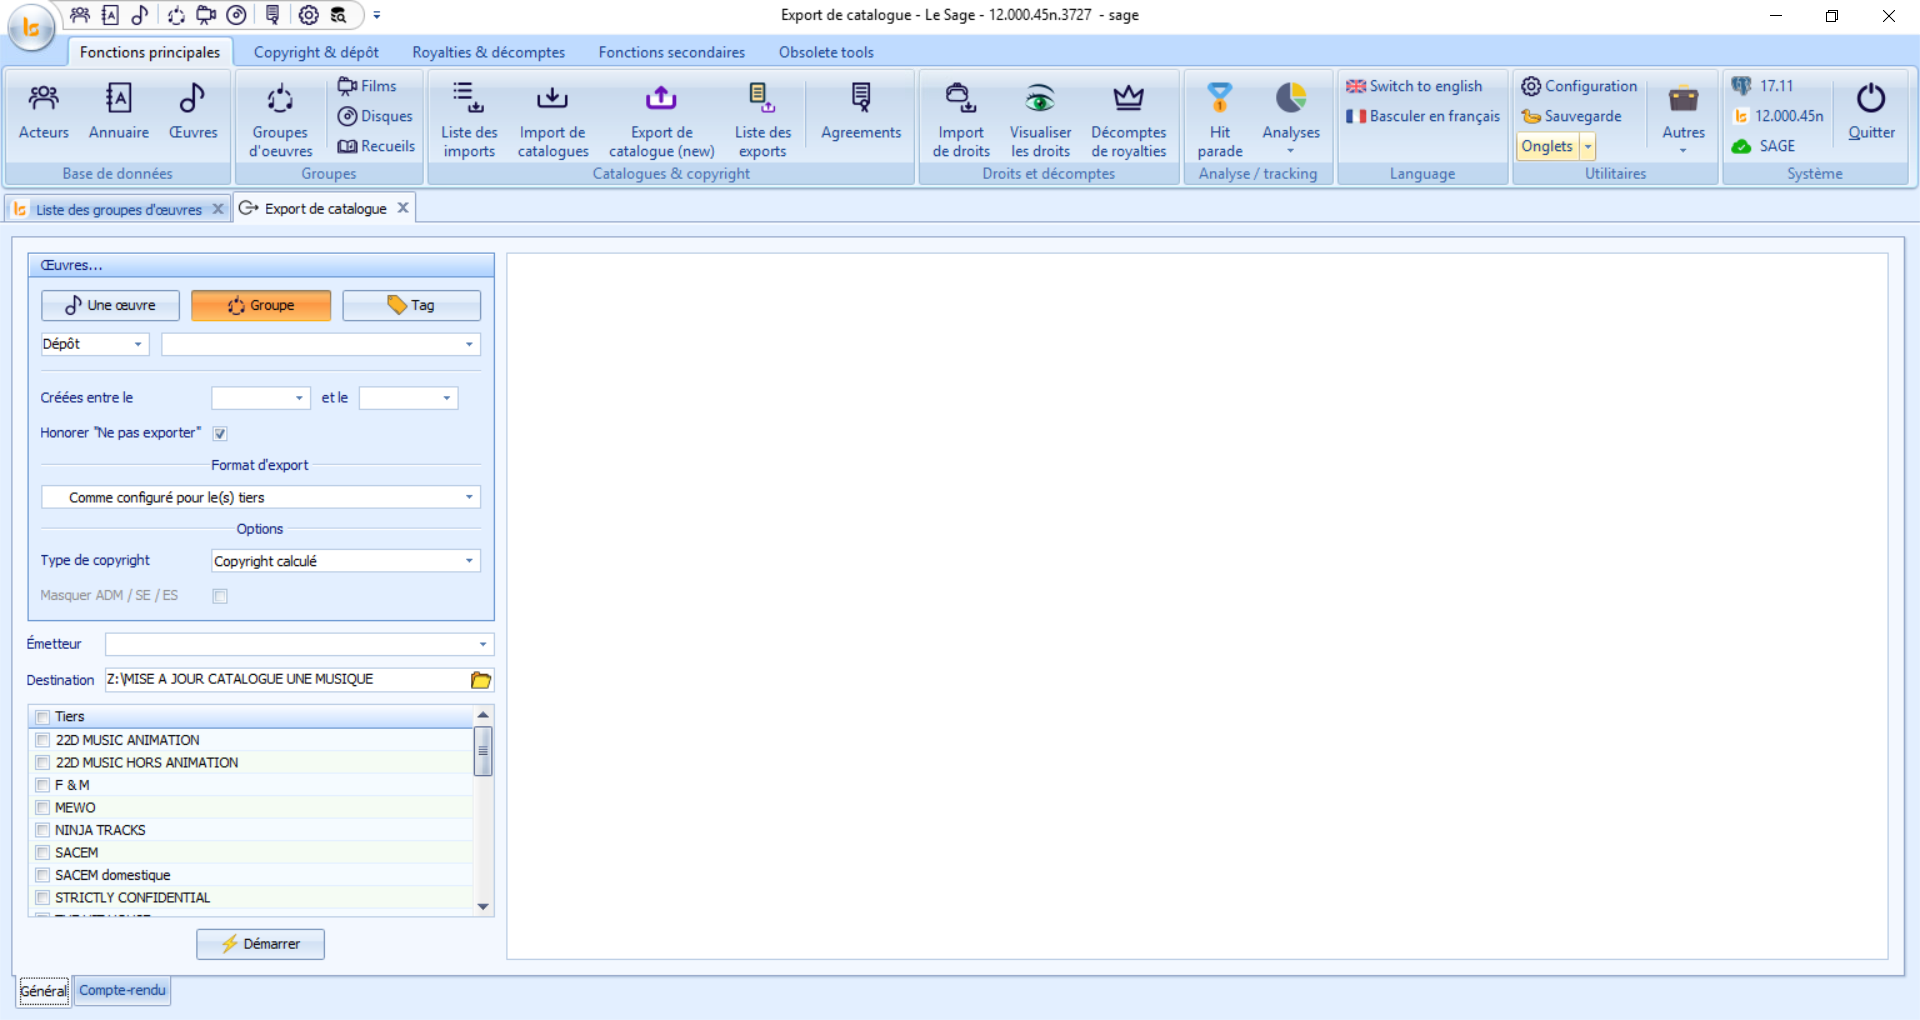 Export de catalogue - Le Sage - 12.000.45n.3727 - sage
Fonctions principales
Copyright & dépôt
Royalties & décomptes
Fonctions secondaires
Obsolete tools
Acteurs
Annuaire
Œuvres
Base de données
Groupes
d'oeuvres
Films
Disques
Recueils
Groupes
Liste des
imports
Import de
catalogues
Export de
catalogue (new)
Liste des
exports
Agreements
Catalogues & copyright
Import
de droits
Visualiser
les droits
Décomptes
de royalties
Droits et décomptes
Hit
parade
Analyses
Analyse / tracking
Switch to english
Basculer en français
Language
Configuration
Sauvegarde
Onglets
Autres
Utilitaires
17.11
12.000.45n
SAGE
Quitter
Système
Liste des groupes d'œuvres
Export de catalogue
Œuvres...
Une œuvre
Groupe
Tag
Dépôt
Créées entre le
et le
Honorer "Ne pas exporter"
Format d'export
Comme configuré pour le(s) tiers
Options
Type de copyright
Copyright calculé
Masquer ADM / SE / ES
Émetteur
Destination
Z:\MISE A JOUR CATALOGUE UNE MUSIQUE
Tiers
22D MUSIC ANIMATION
22D MUSIC HORS ANIMATION
F & M
MEWO
NINJA TRACKS
SACEM
SACEM domestique
STRICTLY CONFIDENTIAL
Démarrer
Général
Compte-rendu